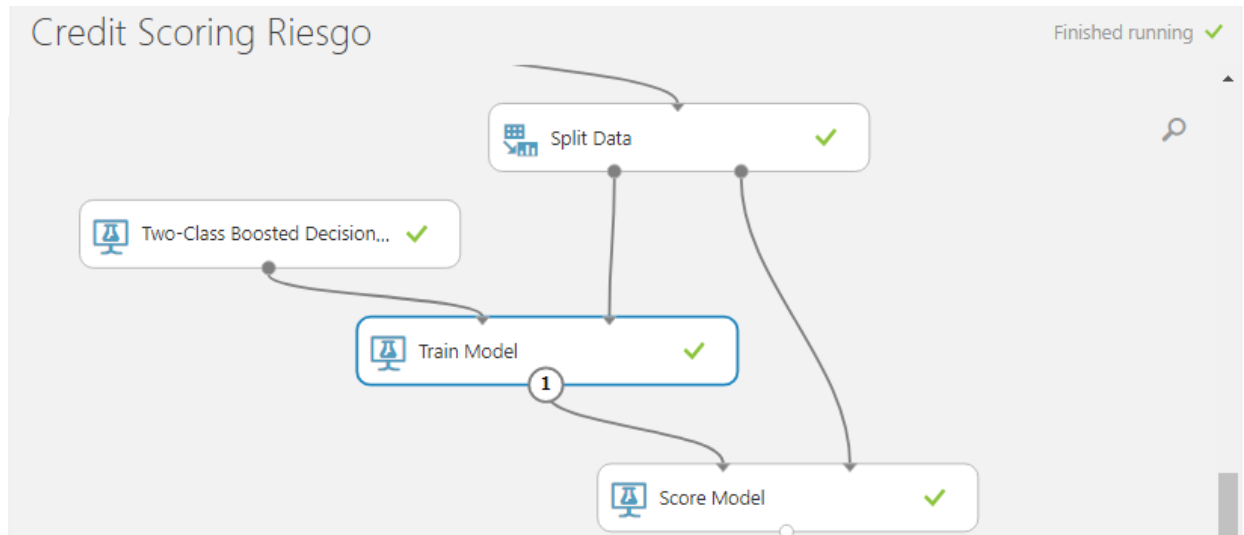 Credit Scoring Riesgo
Finished running
Split Data
Two-Class Boosted Decision...
Train Model
1
Score Model